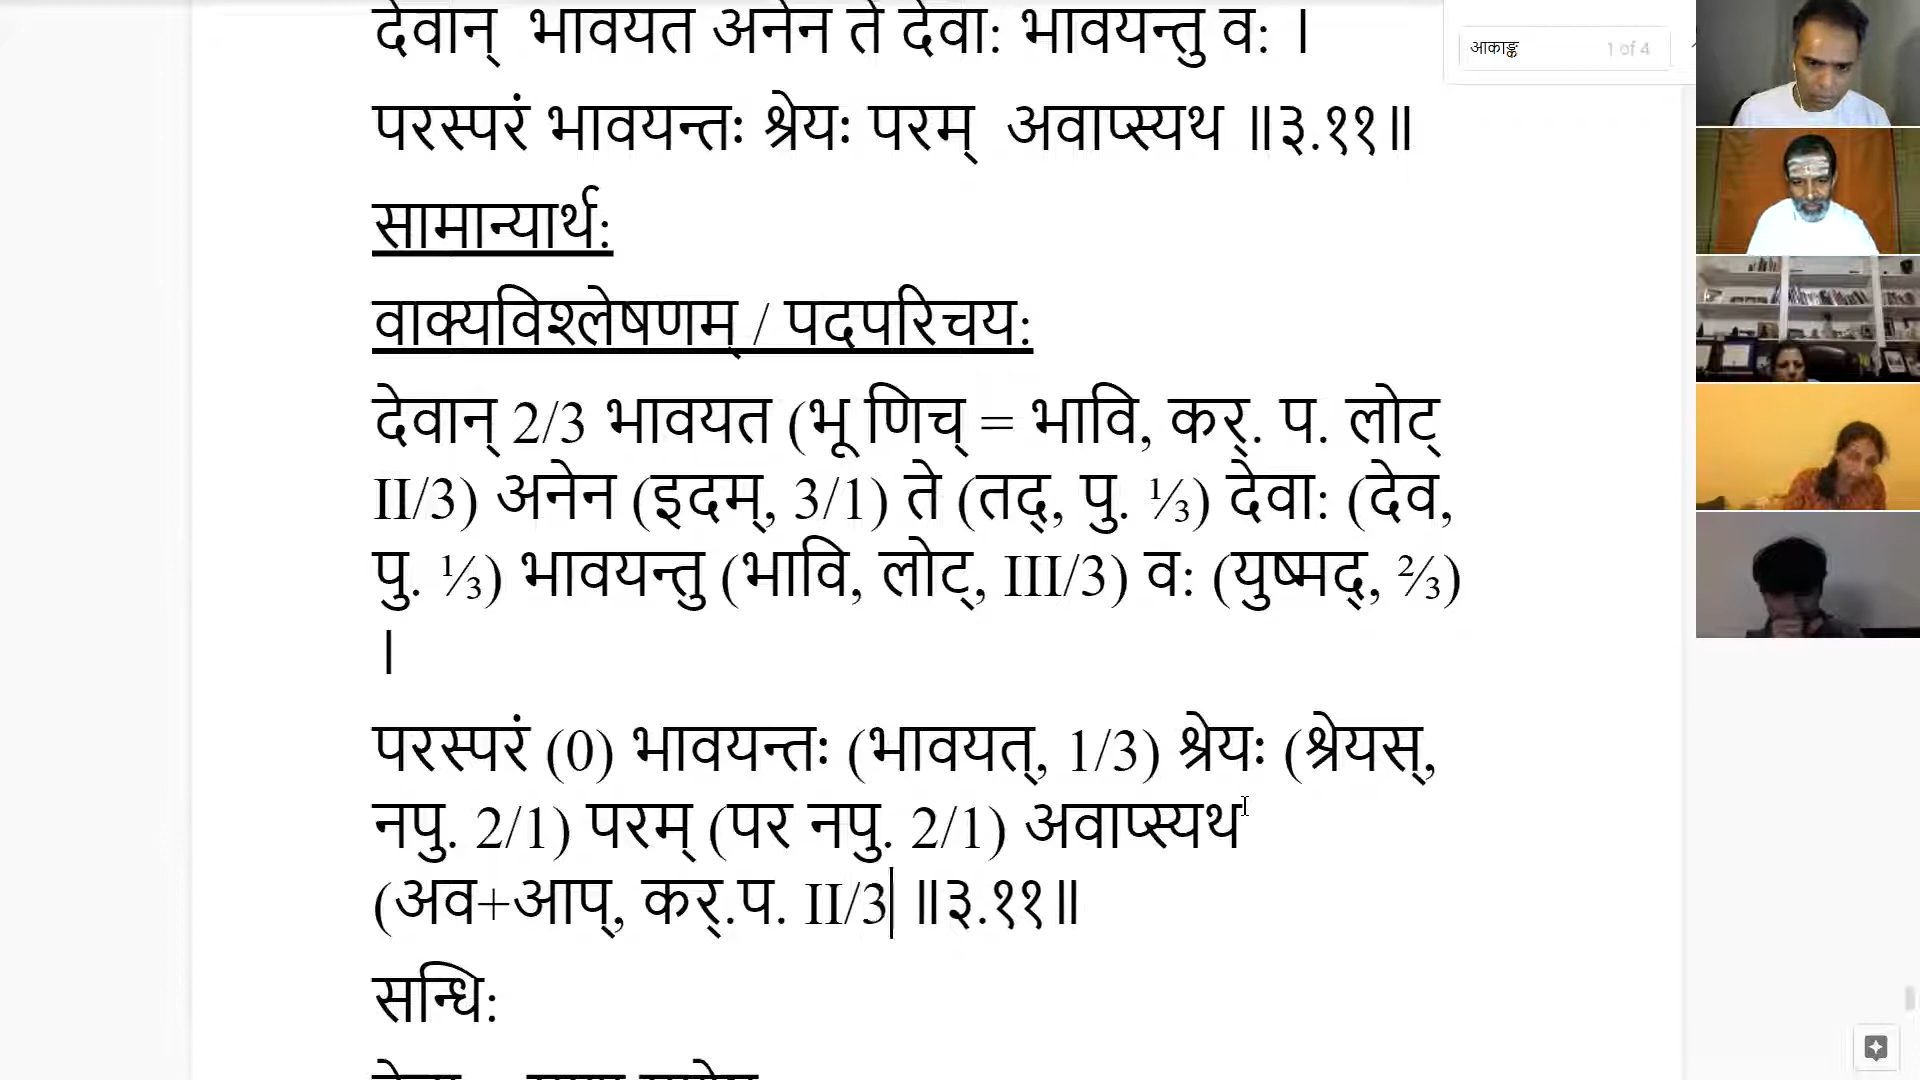 देवान्  भावयत अनेन ते देवाः भावयन्तु वः ।
आकाङ्क 1 of 4
परस्परं भावयन्तः श्रेयः परम्  अवाप्स्यथ ॥३.११॥
सामान्यार्थः
वाक्यविश्लेषणम् / पदपरिचयः
देवान् 2/3 भावयत (भू णिच् = भावि, कर्. प. लोट्
II/3) अनेन (इदम्, 3/1) ते (तद्, पु. ⅓) देवाः (देव,
पु. ⅓) भावयन्तु (भावि, लोट्, III/3) वः (युष्मद्, ⅔)
।
परस्परं (0) भावयन्तः (भावयत्, 1/3) श्रेयः (श्रेयस्,
नपु. 2/1) परम् (पर नपु. 2/1) अवाप्स्यथ
(अव+आप्, कर्.प. II/3 ॥३.११॥
सन्धिः